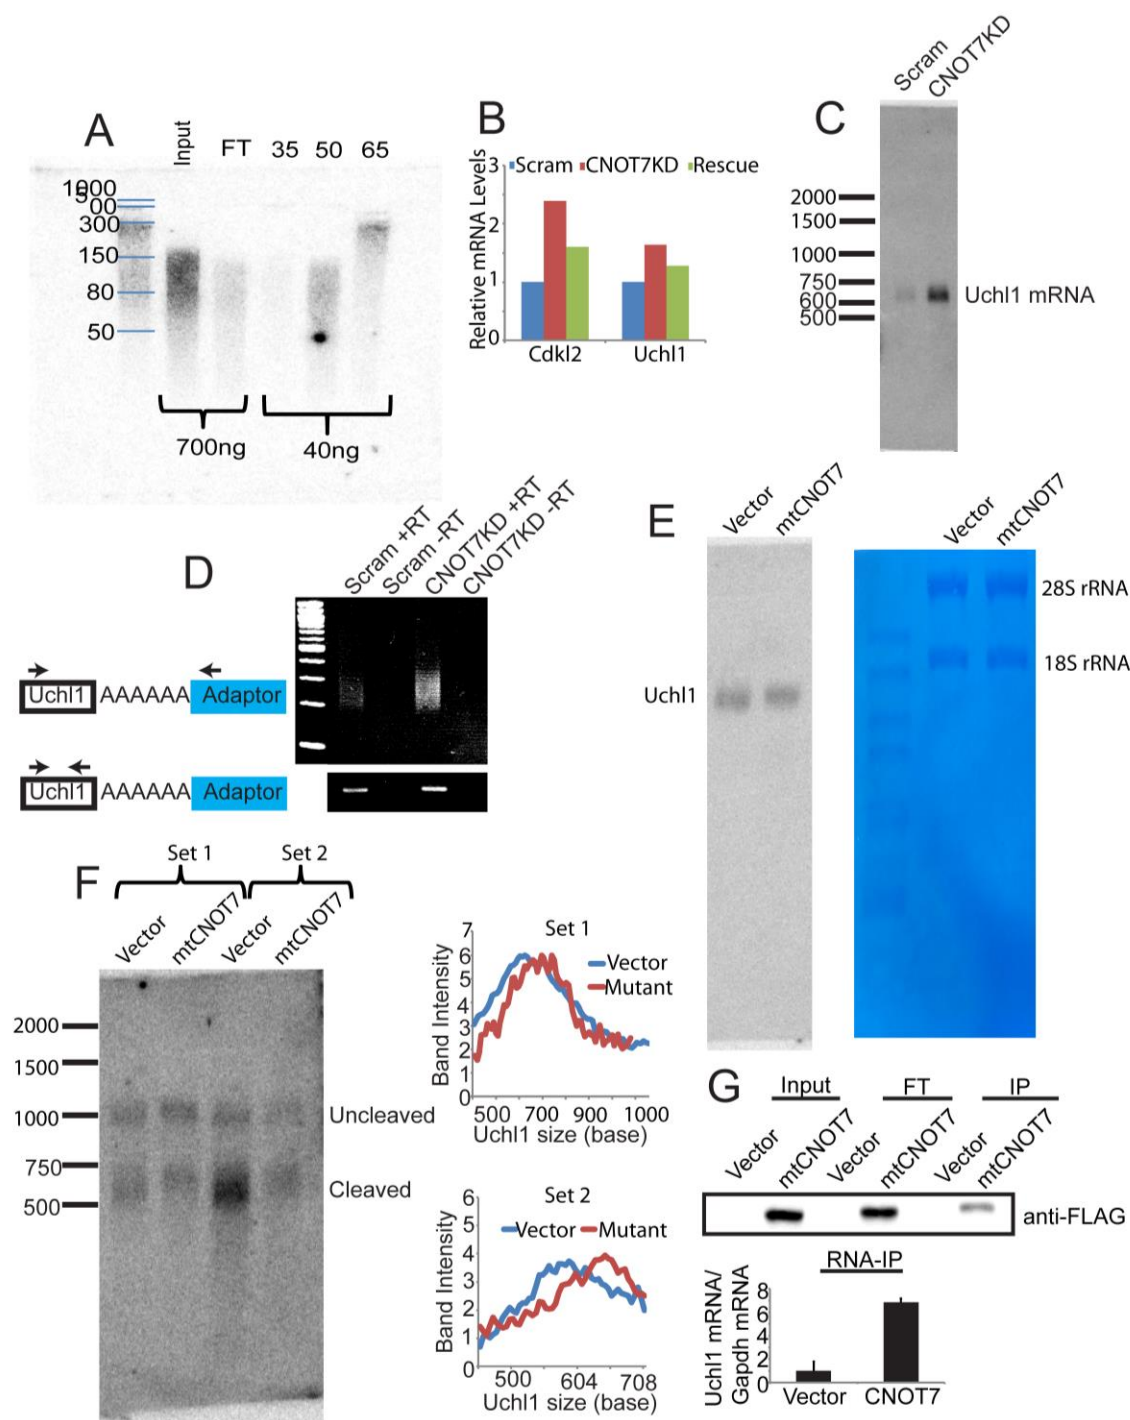 A
Input
FT
35
50
65
1000
500
300
150
80
50
700ng
40ng
B
Scram CNOT7KD Rescue
Relative mRNA Levels
3
2
1
0
Cdkl2
Uchl1
C
Scram
CNOT7KD
2000
1500
1000
750
600
500
Uchl1 mRNA
D
Scram +RT
Scram -RT
CNOT7KD +RT
CNOT7KD -RT
Uchl1 AAAAAA Adaptor
Uchl1 AAAAAA Adaptor
E
Vector
mtCNOT7
Uchl1
Vector
mtCNOT7
28S rRNA
18S rRNA
F
Set 1
Set 2
Vector
mtCNOT7
Vector
mtCNOT7
2000
1500
1000
750
500
Uncleaved
Cleaved
Set 1
Vector
Mutant
Band Intensity
7
6
5
4
3
2
1
0
500 700 900 1000
Uchl1 size (base)
Set 2
Vector Mutant
Band Intensity
6
5
4
3
2
1
0
500 604 708
Uchl1 size (base)
G
Input
FT
IP
Vector
mtCNOT7
Vector
mtCNOT7
Vector
mtCNOT7
anti-FLAG
RNA-IP
Uchl1 mRNA/
Gapdh mRNA
8
6
4
2
0
Vector CNOT7